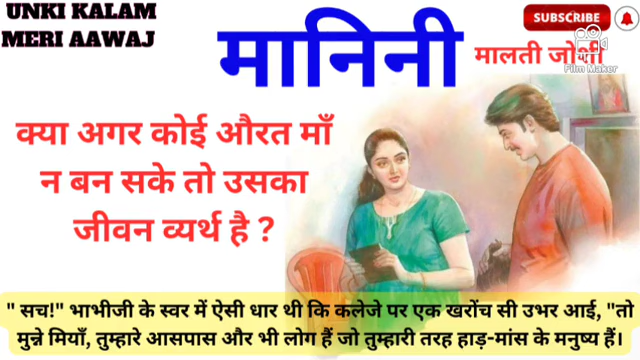 UNKI KALAM
MERI AAWAJ
SUBSCRIBE
मानिनी
मालती जोशी
Film Maker
क्या अगर कोई औरत माँ
न बन सके तो उसका
जीवन व्यर्थ है ?
" सच!" भाभीजी के स्वर में ऐसी धार थी कि कलेजे पर एक खरोंच सी उभर आई, "तो
मुन्ने मियाँ, तुम्हारे आसपास और भी लोग हैं जो तुम्हारी तरह हाड़-मांस के मनुष्य हैं।